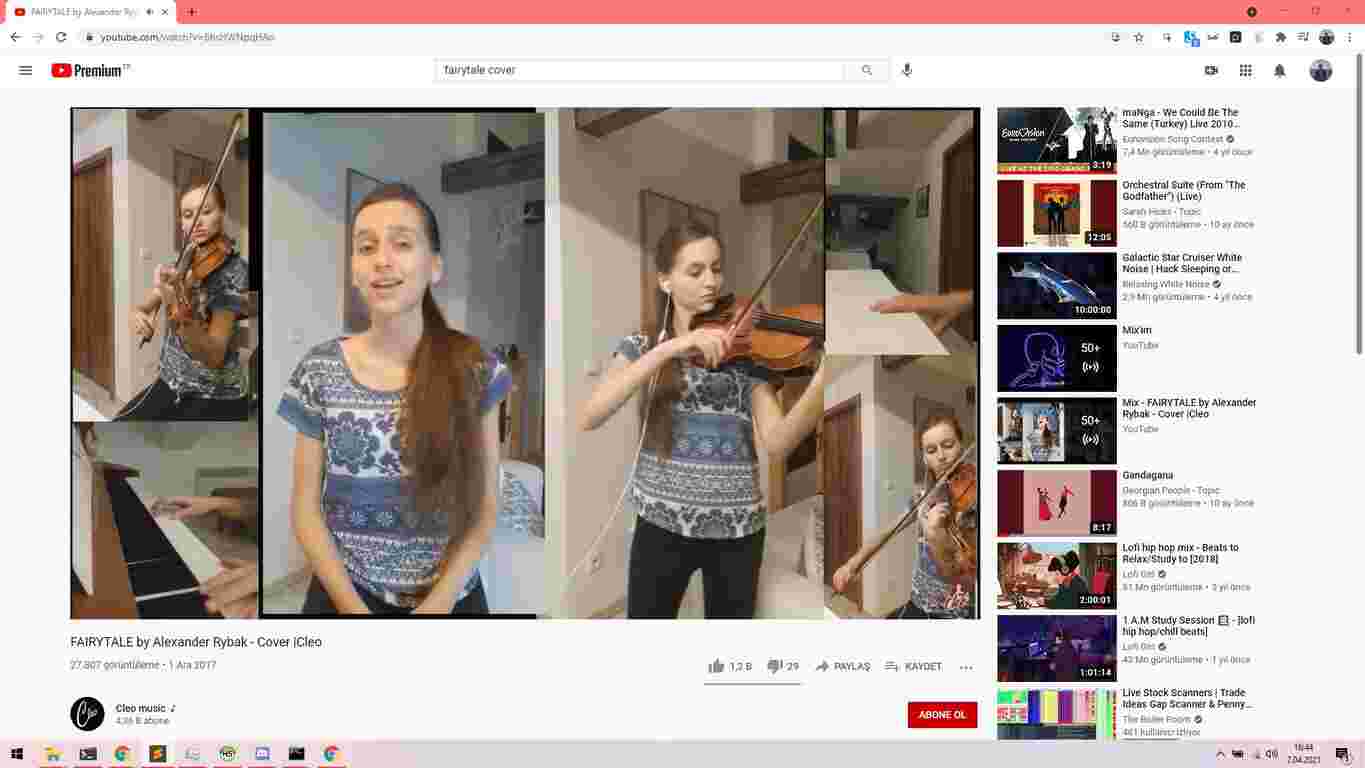 FAIRYTALE by Alexander Ryb
youtube.com/watch?v=
Premium TR
fairytale cover
EUROVISION
3:19
maNga - We Could Be The
Same (Turkey) Live 2010...
Eurovision Song Contest
7,4 Mn görüntüleme • 4 yıl önce
12:05
Orchestral Suite (From "The
Godfather") (Live)
Sarah Hicks - Topic
560 B görüntüleme • 10 ay önce
10:00:00
Galactic Star Cruiser White
Noise | Hack Sleeping or...
Relaxing White Noise
2,9 Mn görüntüleme • 4 yıl önce
50+
Mix'im
YouTube
50+
Mix - FAIRYTALE by Alexander
Rybak - Cover |Cleo
YouTube
8:17
Gandagana
Georgian People - Topic
806 B görüntüleme • 10 ay önce
2:00:01
Lofi hip hop mix - Beats to
Relax/Study to [2018]
Lofi Girl
51 Mn görüntüleme • 3 yıl önce
1:01:14
1 A.M Study Session - [lofi
hip hop/chill beats]
Lofi Girl
43 Mn görüntüleme • 1 yıl önce
Live Stock Scanners | Trade
Ideas Gap Scanner & Penny...
The Boiler Room
461 kullanıcı izliyor
FAIRYTALE by Alexander Rybak - Cover |Cleo
27.807 görüntüleme • 1 Ara 2017
1,2 B 29 PAYLAŞ KAYDET
Cleo
Cleo music ♪
4,36 B abone
ABONE OL
16:44
7.04.2021